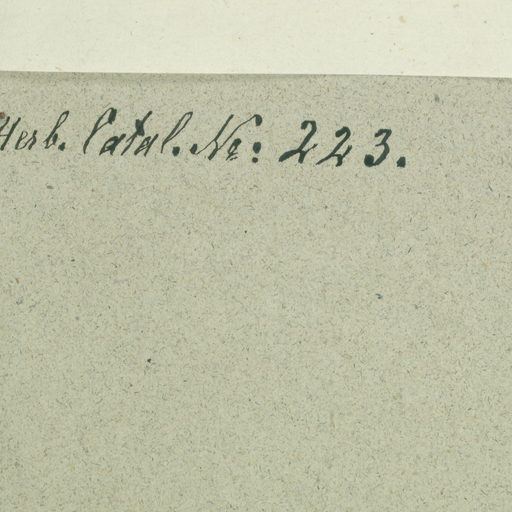 Herb. Catal. No: 223.